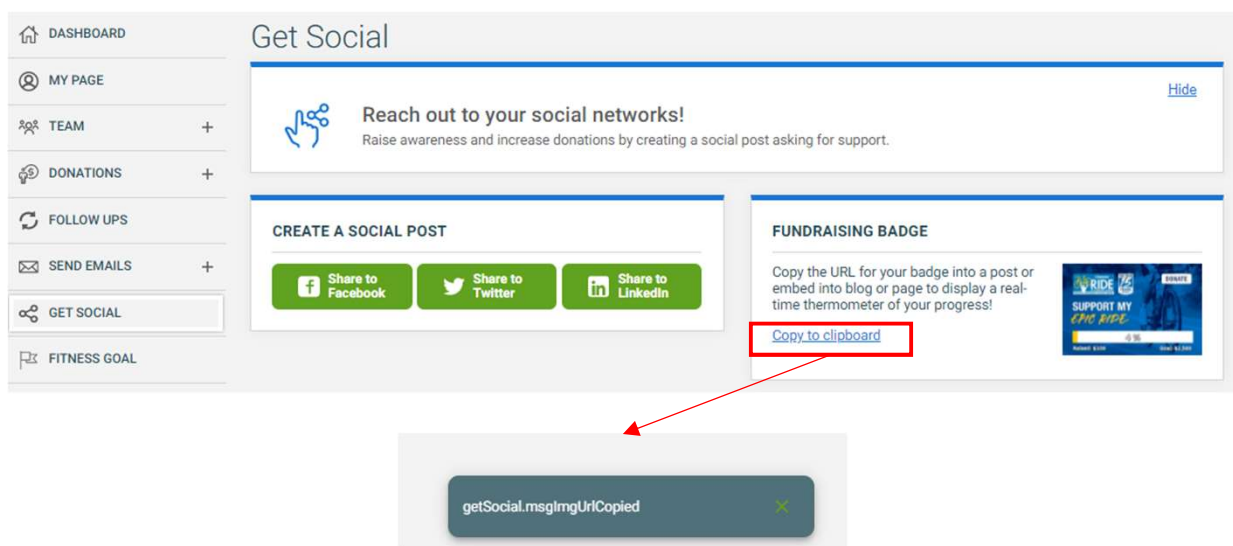 DASHBOARD
MY PAGE
TEAM +
DONATIONS +
FOLLOW UPS
SEND EMAILS +
GET SOCIAL
FITNESS GOAL
Get Social
Hide
Reach out to your social networks!
Raise awareness and increase donations by creating a social post asking for support.
CREATE A SOCIAL POST
Share to
Facebook
Share to
Twitter
Share to
LinkedIn
FUNDRAISING BADGE
Copy the URL for your badge into a post or
embed into blog or page to display a real-
time thermometer of your progress!
Copy to clipboard
RIDE
DONATE
SUPPORT MY
EPIC RIDE
getSocial.msgImgUrlCopied